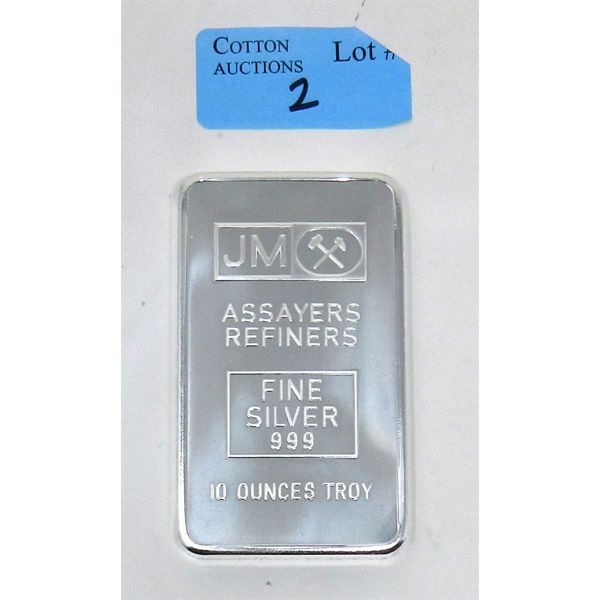 COTTON Lot #
AUCTIONS
2
JM
ASSAYERS
REFINERS
FINE
SILVER
999
10 OUNCES TROY